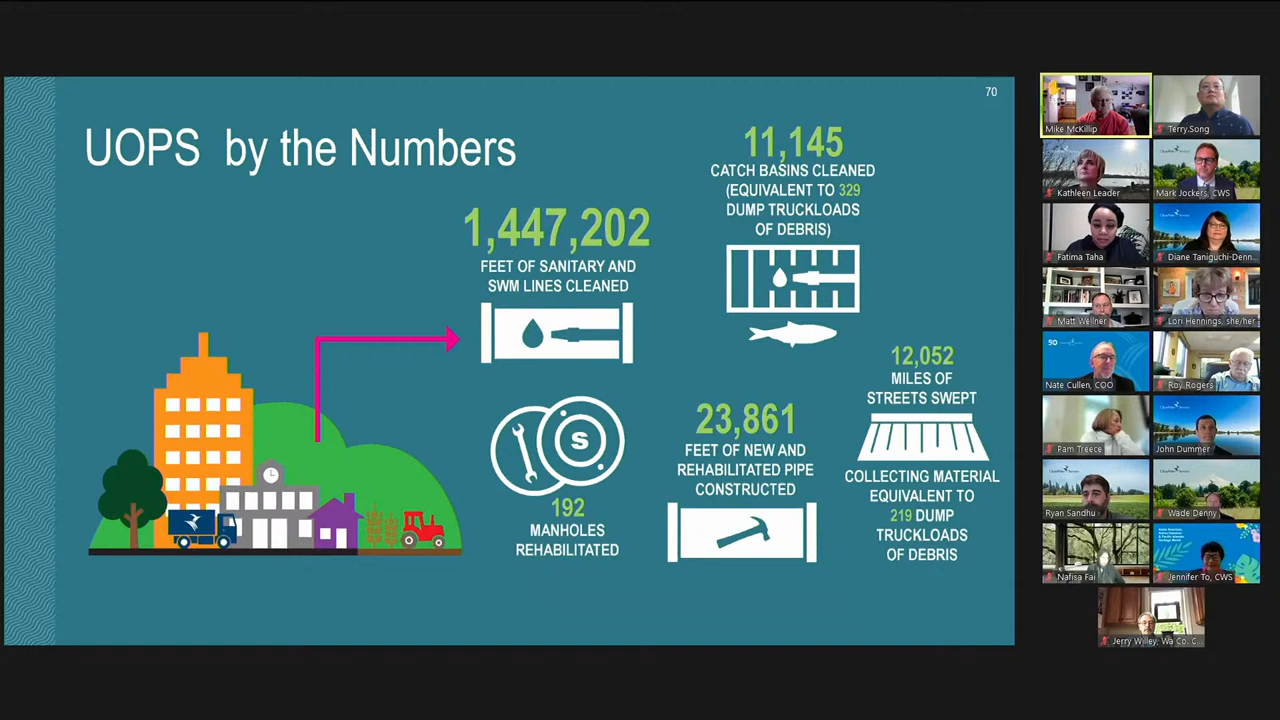 70
UOPS by the Numbers
1,447,202
FEET OF SANITARY AND
SWM LINES CLEANED
11,145
CATCH BASINS CLEANED
(EQUIVALENT TO 329
DUMP TRUCKLOADS
OF DEBRIS)
S
192
MANHOLES
REHABILITATED
23,861
FEET OF NEW AND
REHABILITATED PIPE
CONSTRUCTED
12,052
MILES OF
STREETS SWEPT
COLLECTING MATERIAL
EQUIVALENT TO
219 DUMP
TRUCKLOADS
OF DEBRIS
Mike McKillip
Terry.Song
Kathleen Leader
Mark Jockers, CWS
Fatima Taha
Diane Taniguchi-Denn...
Matt Wellner
Lori Hennings, she/her
50
Nate Cullen, COO
Roy Rogers
Pam Treece
John Dummer
Ryan Sandhu
Wade Denny
Nafisa Fai
Jennifer To, CWS
Jerry Willey, Wa Co. C...